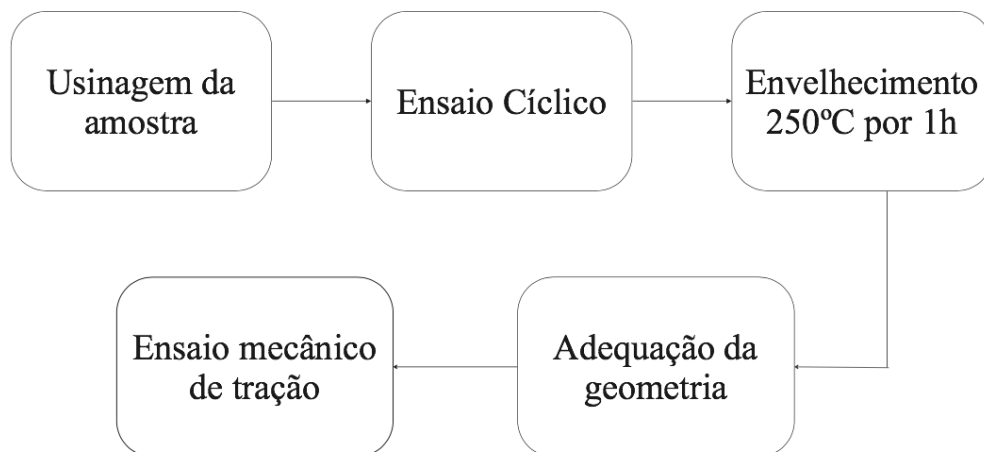 Usinagem da
amostra
Ensaio Cíclico
Envelhecimento
250ºC por 1h
Adequação da
geometria
Ensaio mecânico
de tração